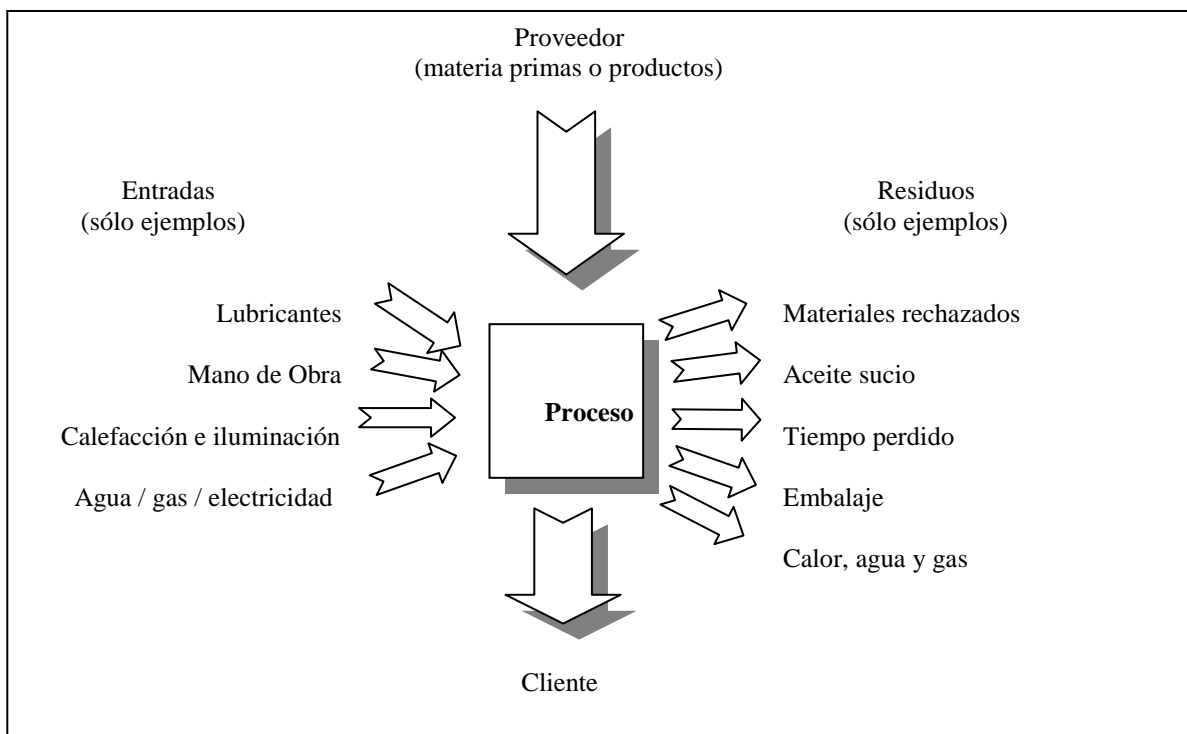 Proveedor
(materia primas o productos)
Entradas
(sólo ejemplos)
Lubricantes
Mano de Obra
Calefacción e iluminación
Agua / gas / electricidad
Proceso
Residuos
(sólo ejemplos)
Materiales rechazados
Aceite sucio
Tiempo perdido
Embalaje
Calor, agua y gas
Cliente